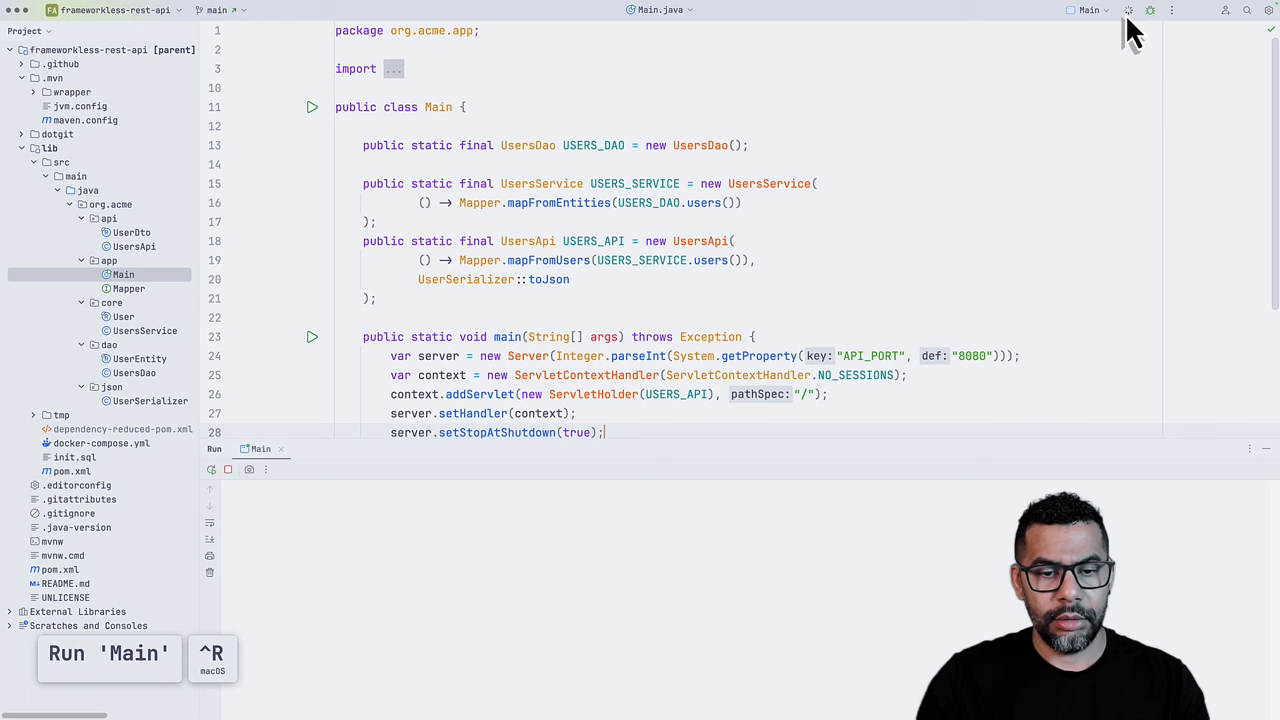 FA frameworkless-rest-api
main
Main.java
Main
Project
frameworkless-rest-api [parent]
.github
.mvn
wrapper
jvm.config
maven.config
dotgit
lib
src
main
java
org.acme
api
UserDto
UsersApi
app
Main
Mapper
core
User
UsersService
dao
UserEntity
UsersDao
json
UserSerializer
tmp
dependency-reduced-pom.xml
docker-compose.yml
init.sql
pom.xml
.editorconfig
.gitattributes
.gitignore
.java-version
mvnw
mvnw.cmd
pom.xml
README.md
UNLICENSE
External Libraries
Scratches and Consoles
1 package org.acme.app;
2
3 import ...
10
11 public class Main {
12
13 public static final UsersDao USERS_DAO = new UsersDao();
14
15 public static final UsersService USERS_SERVICE = new UsersService(
16 () → Mapper.mapFromEntities(USERS_DAO.users())
17 );
18 public static final UsersApi USERS_API = new UsersApi(
19 () → Mapper.mapFromUsers(USERS_SERVICE.users()),
20 UserSerializer::toJson
21 );
22
23 public static void main(String[] args) throws Exception {
24 var server = new Server(Integer.parseInt(System.getProperty( key: "API_PORT", def: "8080")));
25 var context = new ServletContextHandler(ServletContextHandler.NO_SESSIONS);
26 context.addServlet(new ServletHolder(USERS_API), pathSpec: "/");
27 server.setHandler(context);
28 server.setStopAtShutdown(true);
Run Main
Run 'Main'
^R
macOS